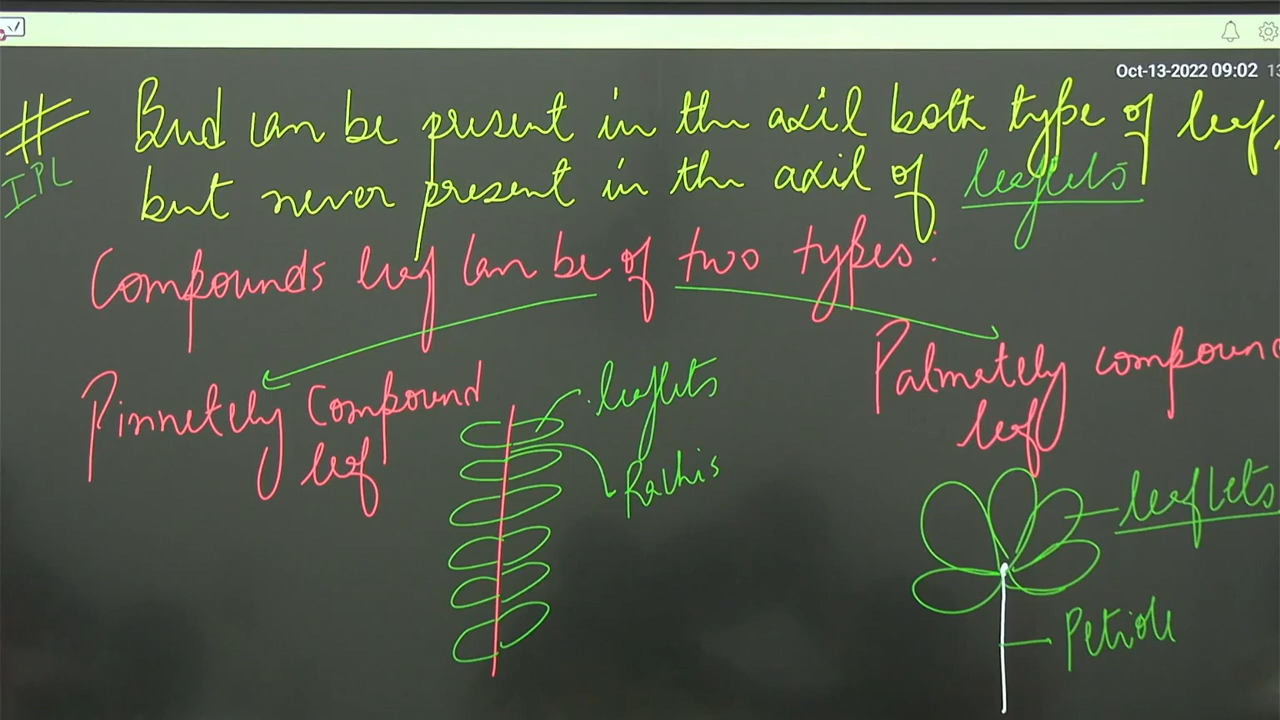 Oct-13-2022 09:02 13
# Bud can be present in the axil both type of leaf,
IPL
but never present in the axil of leaflets
Compounds leaf can be of two types:
Pinnetely Compound
leaf
Palmetely compound
leaf
leaflets
Rachis
leaflets
Petiole